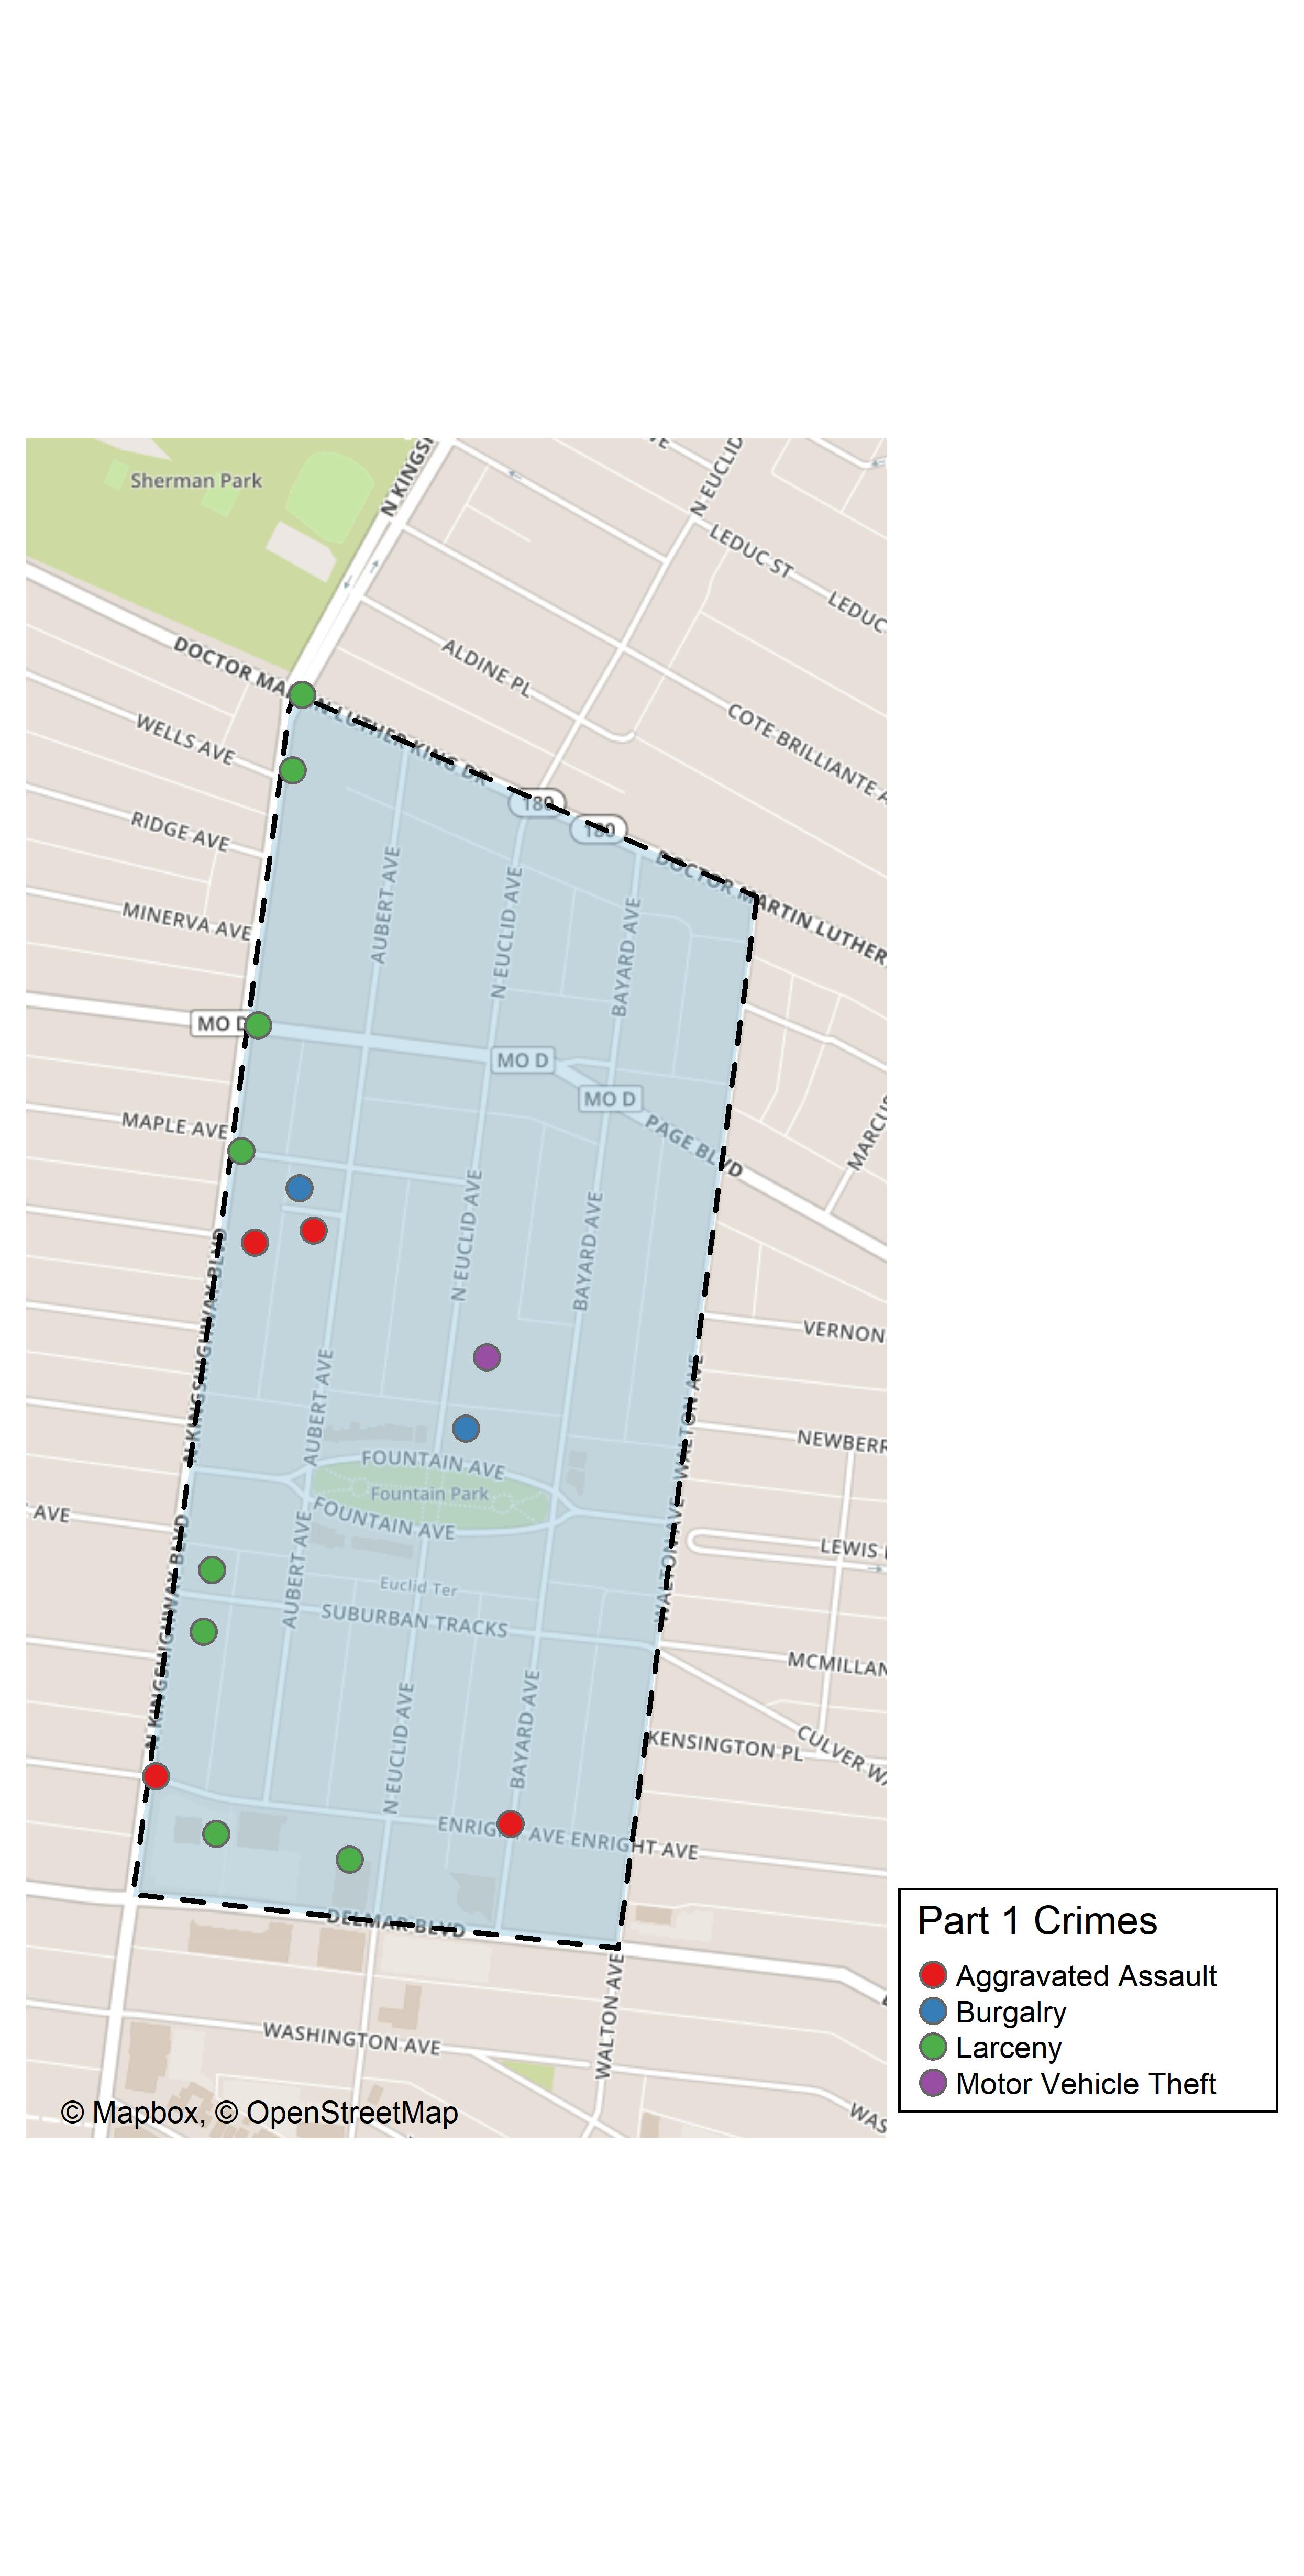 Sherman Park
N KINGSH
N EUCLID
LEDUC ST
LEDUC
DOCTOR MARTIN LUTHER KING DR
ALDINE PL
COTE BRILLIANTE A
WELLS AVE
RIDGE AVE
180
180
DOCTOR MARTIN LUTHER
AUBERT AVE
N EUCLID AVE
BAYARD AVE
MINERVA AVE
MO D
MO D
MO D
PAGE BLVD
MARCUS
MAPLE AVE
N EUCLID AVE
BAYARD AVE
N KINGSHIGHWAY BLVD
VERNON
AUBERT AVE
WALTON AVE
NEWBERR
FOUNTAIN AVE
Fountain Park
FOUNTAIN AVE
AVE
WALTON AVE
LEWIS
N KINGSHIGHWAY BLVD
AUBERT AVE
Euclid Ter
SUBURBAN TRACKS
MCMILLAN
N EUCLID AVE
BAYARD AVE
KENSINGTON PL
CULVER WA
ENRIGHT AVE
ENRIGHT AVE
DELMAR BLVD
WALTON AVE
WASHINGTON AVE
WAS
© Mapbox, © OpenStreetMap
Part 1 Crimes
Aggravated Assault
Burgalry
Larceny
Motor Vehicle Theft